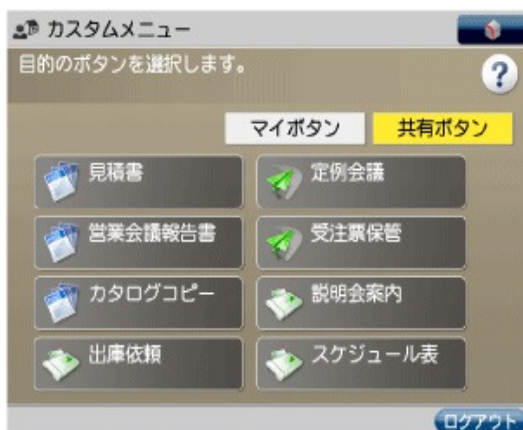 カスタムメニュー
目的のボタンを選択します。
?
マイボタン 共有ボタン
見積書 定例会議
営業会議報告書 受注票保管
カタログコピー 説明会案内
出庫依頼 スケジュール表
ログアウト